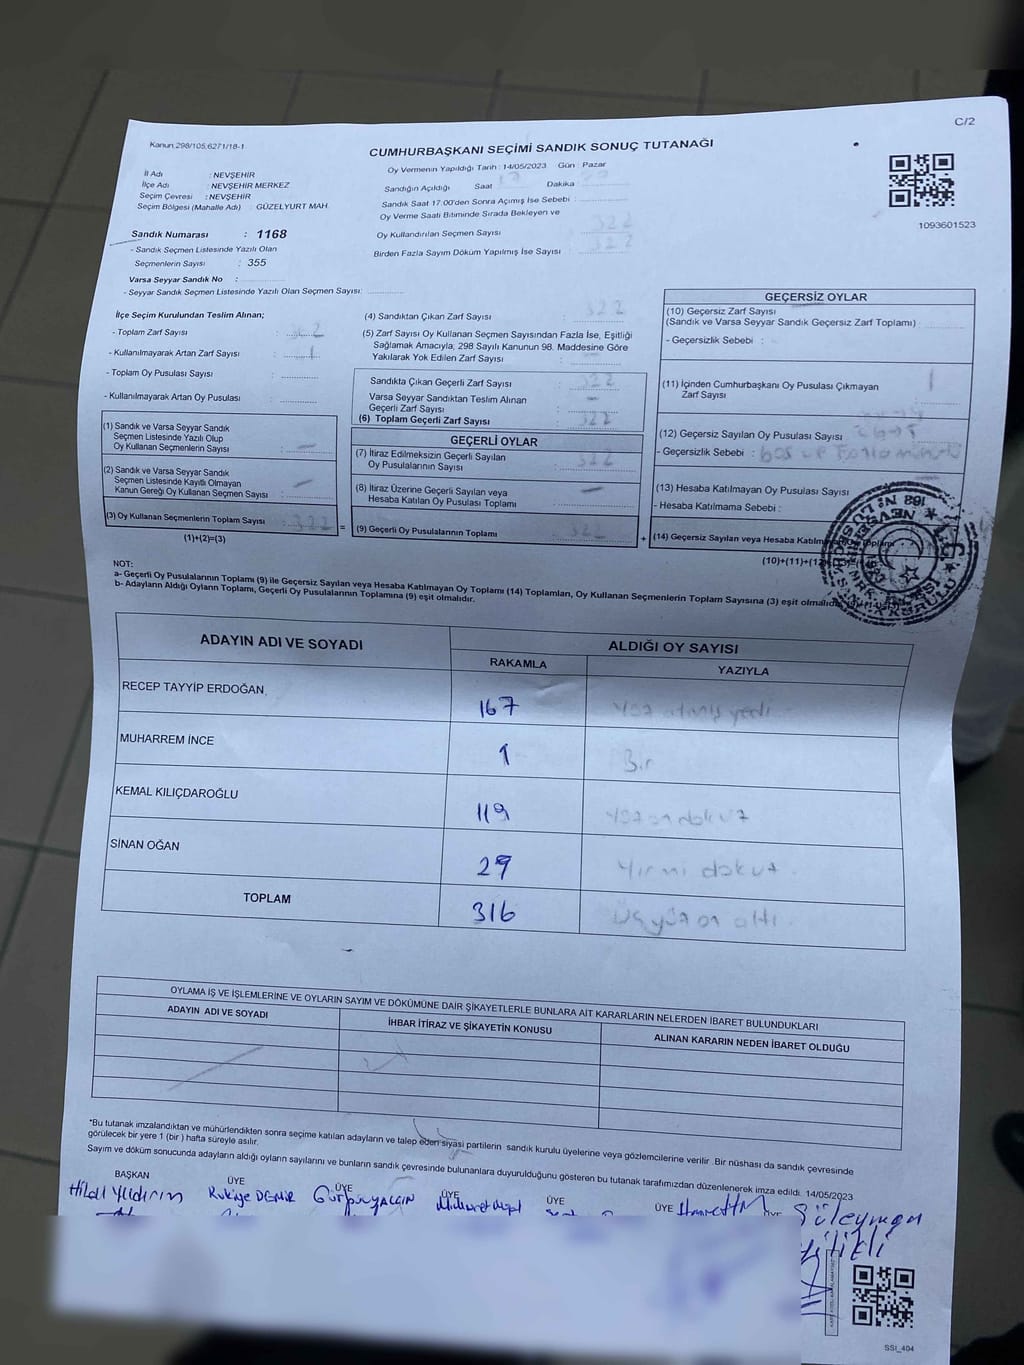 C/2
Kanun:298/105;6271/18-1
CUMHURBAŞKANI SEÇİMİ SANDIK SONUÇ TUTANAĞI
1093601523
İl Adı : NEVŞEHİR
İlçe Adı : NEVŞEHİR MERKEZ
Seçim Çevresi : NEVŞEHİR
Seçim Bölgesi (Mahalle Adı) : GÜZELYURT MAH.
Sandık Numarası : 1168
- Sandık Seçmen Listesinde Yazılı Olan
Seçmenlerin Sayısı : 355
Varsa Seyyar Sandık No :
- Seyyar Sandık Seçmen Listesinde Yazılı Olan Seçmen Sayısı:
Oy Vermenin Yapıldığı Tarih : 14/05/2023 Gün : Pazar
Sandığın Açıldığı Saat Dakika
Sandık Saat 17.00'den Sonra Açımış İse Sebebi :
Oy Verme Saati Bitiminde Sırada Bekleyen ve
Oy Kullandırılan Seçmen Sayısı : 322
Birden Fazla Sayım Döküm Yapılmış İse Sayısı : 322
İlçe Seçim Kurulundan Teslim Alınan;
- Toplam Zarf Sayısı :
- Kullanılmayarak Artan Zarf Sayısı :
- Toplam Oy Pusulası Sayısı :
- Kullanılmayarak Artan Oy Pusulası :
(1) Sandık ve Varsa Seyyar Sandık
Seçmen Listesinde Yazılı Olup
Oy Kullanan Seçmenlerin Sayısı : —
(2) Sandık ve Varsa Seyyar Sandık
Seçmen Listesinde Kayıtlı Olmayan
Kanun Gereği Oy Kullanan Seçmen Sayısı : —
(3) Oy Kullanan Seçmenlerin Toplam Sayısı : 322
(1)+(2)=(3)
(4) Sandıktan Çıkan Zarf Sayısı : 322
(5) Zarf Sayısı Oy Kullanan Seçmen Sayısından Fazla İse, Eşitliği
Sağlamak Amacıyla; 298 Sayılı Kanunun 98. Maddesine Göre
Yakılarak Yok Edilen Zarf Sayısı : —
Sandıkta Çıkan Geçerli Zarf Sayısı : 322
Varsa Seyyar Sandıktan Teslim Alınan
Geçerli Zarf Sayısı : —
(6) Toplam Geçerli Zarf Sayısı : 322
GEÇERLİ OYLAR
(7) İtiraz Edilmeksizin Geçerli Sayılan
Oy Pusulalarının Sayısı : 322
(8) İtiraz Üzerine Geçerli Sayılan veya
Hesaba Katılan Oy Pusulası Toplamı : —
= (9) Geçerli Oy Pusulalarının Toplamı : 322
GEÇERSİZ OYLAR
(10) Geçersiz Zarf Sayısı
(Sandık ve Varsa Seyyar Sandık Geçersiz Zarf Toplamı) :
- Geçersizlik Sebebi :
(11) İçinden Cumhurbaşkanı Oy Pusulası Çıkmayan
Zarf Sayısı :
(12) Geçersiz Sayılan Oy Pusulası Sayısı :
- Geçersizlik Sebebi : boş ve
(13) Hesaba Katılmayan Oy Pusulası Sayısı
- Hesaba Katılmama Sebebi :
+ (14) Geçersiz Sayılan veya Hesaba Katılm
(10)+(11)+(12)
NOT:
a- Geçerli Oy Pusulalarının Toplamı (9) ile Geçersiz Sayılan veya Hesaba Katılmayan Oy Toplamı (14) Toplamları, Oy Kullanan Seçmenlerin Toplam Sayısına (3) eşit olmalıdır.
b- Adayların Aldığı Oyların Toplamı, Geçerli Oy Pusulalarının Toplamına (9) eşit olmalıdır.
ADAYIN ADI VE SOYADI ALDIĞI OY SAYISI
RAKAMLA YAZIYLA
RECEP TAYYİP ERDOĞAN 167 Yüz atmış yedi
MUHARREM İNCE 1 Bir
KEMAL KILIÇDAROĞLU 119 Yüz on dokuz
SİNAN OĞAN 29 Yirmi dokuz
TOPLAM 316 Üçyüz on altı
OYLAMA İŞ VE İŞLEMLERİNE VE OYLARIN SAYIM VE DÖKÜMÜNE DAİR ŞİKAYETLERLE BUNLARA AİT KARARLARIN NELERDEN İBARET BULUNDUKLARI
ADAYIN ADI VE SOYADI İHBAR İTİRAZ VE ŞİKAYETİN KONUSU ALINAN KARARIN NEDEN İBARET OLDUĞU
*Bu tutanak imzalandıktan ve mühürlendikten sonra seçime katılan adayların ve talep eden siyasi partilerin sandık kurulu üyelerine veya gözlemcilerine verilir. Bir nüshası da sandık çevresinde
görülecek bir yere 1 (bir) hafta süreyle asılır.
Sayım ve döküm sonucunda adayların aldığı oyların sayılarını ve bunların sandık çevresinde bulunanlara duyurulduğunu gösteren bu tutanak tarafımızdan düzenlenerek imza edildi. 14/05/2023
BAŞKAN ÜYE ÜYE ÜYE ÜYE ÜYE
Hilal Yıldırım Rukiye DEMİR YALÇIN Süleyman
SSI_404